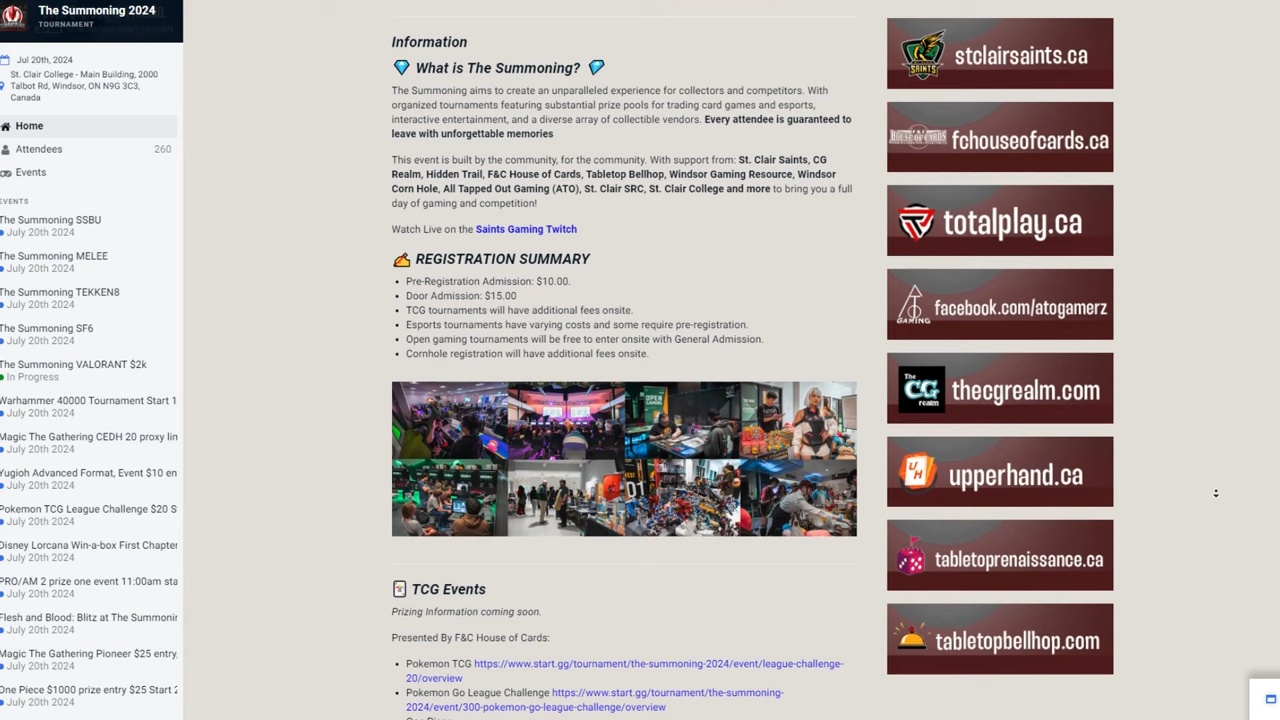 The Summoning 2024
TOURNAMENT
Jul 20th, 2024
St. Clair College - Main Building, 2000
Talbot Rd, Windsor, ON N9G 3C3,
Canada
Home
Attendees 260
Events
EVENTS
The Summoning SSBU
July 20th 2024
The Summoning MELEE
July 20th 2024
The Summoning TEKKEN8
July 20th 2024
The Summoning SF6
July 20th 2024
The Summoning VALORANT $2k
In Progress
Warhammer 40000 Tournament Start 1
July 20th 2024
Magic The Gathering CEDH 20 proxy lim
July 20th 2024
Yugioh Advanced Format, Event $10 en
July 20th 2024
Pokemon TCG League Challenge $20 S
July 20th 2024
Disney Lorcana Win-a-box First Chapter
July 20th 2024
PRO/AM 2 prize one event 11:00am sta
July 20th 2024
Flesh and Blood: Blitz at The Summonin
July 20th 2024
Magic The Gathering Pioneer $25 entry,
July 20th 2024
One Piece $1000 prize entry $25 Start 2
July 20th 2024
Information
What is The Summoning?
The Summoning aims to create an unparalleled experience for collectors and competitors. With
organized tournaments featuring substantial prize pools for trading card games and esports,
interactive entertainment, and a diverse array of collectible vendors. Every attendee is guaranteed to
leave with unforgettable memories
This event is built by the community, for the community. With support from: St. Clair Saints, CG
Realm, Hidden Trail, F&C House of Cards, Tabletop Bellhop, Windsor Gaming Resource, Windsor
Corn Hole, All Tapped Out Gaming (ATO), St. Clair SRC, St. Clair College and more to bring you a full
day of gaming and competition!
Watch Live on the Saints Gaming Twitch
REGISTRATION SUMMARY
• Pre-Registration Admission: $10.00.
• Door Admission: $15.00
• TCG tournaments will have additional fees onsite.
• Esports tournaments have varying costs and some require pre-registration.
• Open gaming tournaments will be free to enter onsite with General Admission.
• Cornhole registration will have additional fees onsite.
OPEN
TCG Events
Prizing Information coming soon.
Presented By F&C House of Cards:
• Pokemon TCG https://www.start.gg/tournament/the-summoning-2024/event/league-challenge-
20/overview
• Pokemon Go League Challenge https://www.start.gg/tournament/the-summoning-
2024/event/300-pokemon-go-league-challenge/overview
SAINTS
stclairsaints.ca
HOUSE OF CARDS
fchouseofcards.ca
totalplay.ca
GAMING
facebook.com/atogamerz
The
CG
realm
thecgrealm.com
UH
upperhand.ca
tabletoprenaissance.ca
tabletopbellhop.com